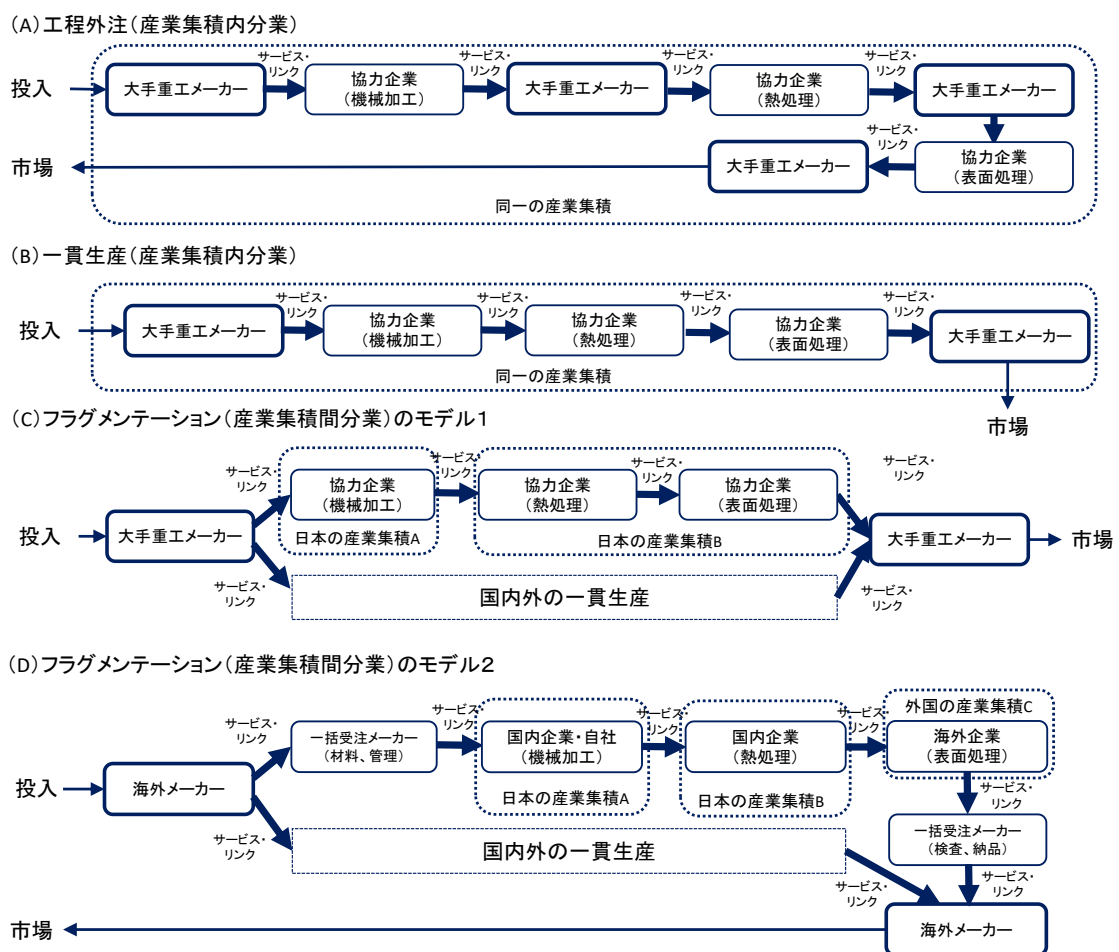 (A)工程外注(産業集積内分業)
投入
大手重工メーカー
サービス・
リンク
協力企業
(機械加工)
サービス・
リンク
大手重工メーカー
サービス・
リンク
協力企業
(熱処理)
サービス・
リンク
大手重工メーカー
市場
大手重工メーカー
サービス・
リンク
協力企業
(表面処理)
同一の産業集積
(B)一貫生産(産業集積内分業)
投入
大手重工メーカー
サービス・
リンク
協力企業
(機械加工)
サービス・
リンク
協力企業
(熱処理)
サービス・
リンク
協力企業
(表面処理)
サービス・
リンク
大手重工メーカー
同一の産業集積
市場
(C)フラグメンテーション(産業集積間分業)のモデル1
投入
大手重工メーカー
サービス・
リンク
協力企業
(機械加工)
日本の産業集積A
サービス・
リンク
協力企業
(熱処理)
サービス・
リンク
協力企業
(表面処理)
日本の産業集積B
サービス・
リンク
大手重工メーカー
市場
サービス・
リンク
国内外の一貫生産
サービス・
リンク
(D)フラグメンテーション(産業集積間分業)のモデル2
投入
海外メーカー
サービス・
リンク
一括受注メーカー
(材料、管理)
サービス・
リンク
国内企業・自社
(機械加工)
日本の産業集積A
サービス・
リンク
国内企業
(熱処理)
日本の産業集積B
サービス・
リンク
外国の産業集積C
海外企業
(表面処理)
サービス・
リンク
一括受注メーカー
(検査、納品)
サービス・
リンク
サービス・
リンク
国内外の一貫生産
サービス・
リンク
海外メーカー
市場